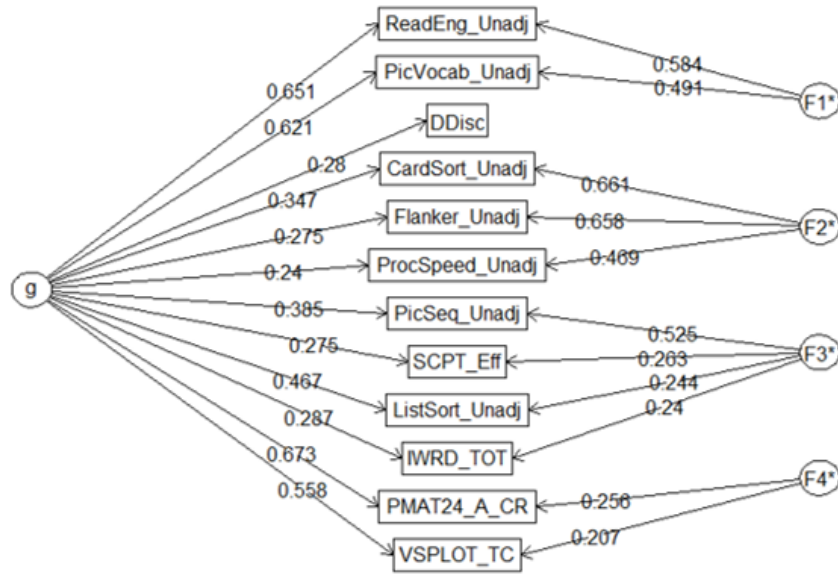 ReadEng_Unadj
PicVocab_Unadj
DDisc
CardSort_Unadj
Flanker_Unadj
ProcSpeed_Unadj
PicSeq_Unadj
SCPT_Eff
ListSort_Unadj
IWRD_TOT
PMAT24_A_CR
VSPLOT_TC
g
0.651
0.621
0.28
0.347
0.275
0.24
0.385
0.275
0.467
0.287
0.673
0.558
0.584
0.491
F1*
0.661
0.658
0.469
F2*
0.525
0.263
0.244
0.24
F3*
0.256
0.207
F4*